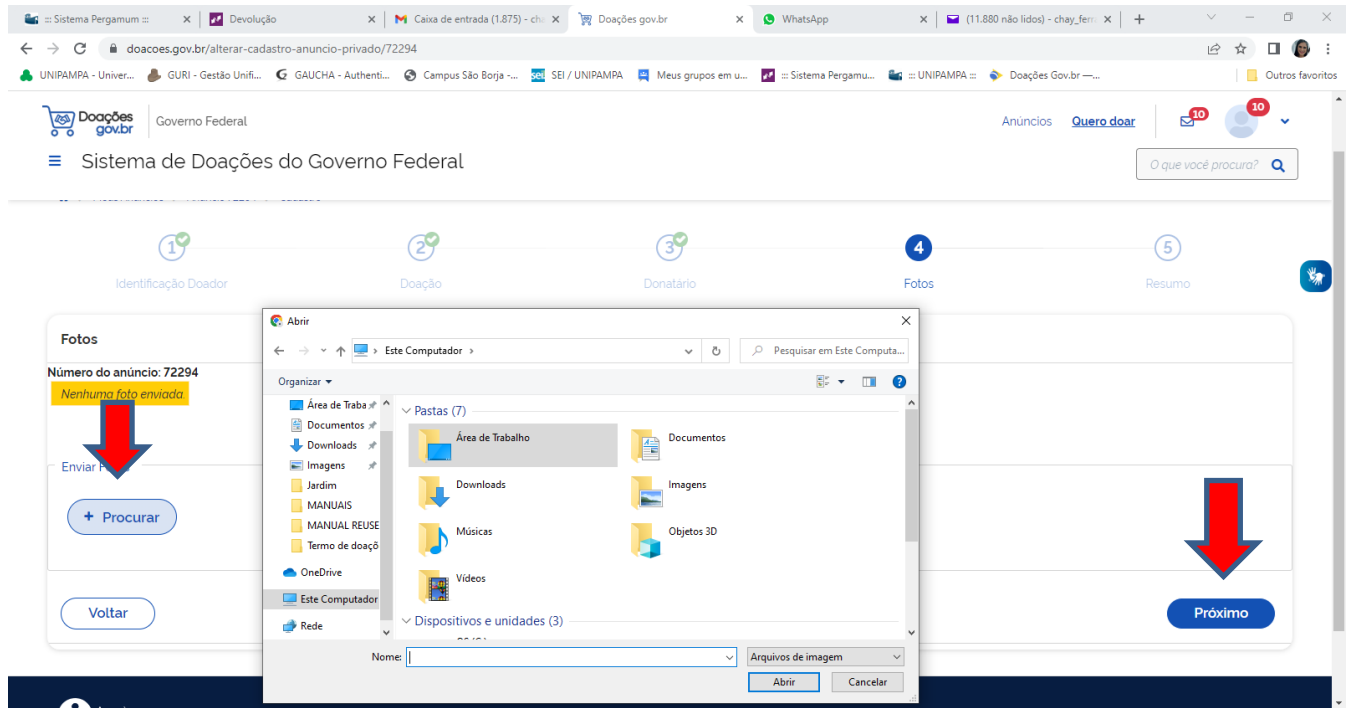 ::: Sistema Pergamum :::
Devolução
Caixa de entrada (1.875) - ch
Doações gov.br
WhatsApp
(11.880 não lidos) - chay_ferr
doacoes.gov.br/alterar-cadastro-anuncio-privado/72294
UNIPAMPA - Univer...
GURI - Gestão Unifi...
GAUCHA - Authenti...
Campus São Borja -...
sei SEI / UNIPAMPA
Meus grupos em u...
::: Sistema Pergamu...
::: UNIPAMPA :::
Doações Gov.br —...
Outros favoritos
Doações
gov.br
Governo Federal
Anúncios
Quero doar
10
10
Sistema de Doações do Governo Federal
O que você procura?
1
2
3
4
5
Identificação Doador
Doação
Donatário
Fotos
Resumo
Fotos
Número do anúncio: 72294
Nenhuma foto enviada.
Enviar
+ Procurar
Voltar
Próximo
Abrir
Este Computador
Pesquisar em Este Computa...
Organizar
Área de Traba
Documentos
Downloads
Imagens
Jardim
MANUAIS
MANUAL REUSE
Termo de doaçõ
OneDrive
Este Computador
Rede
Pastas (7)
Área de Trabalho
Documentos
Downloads
Imagens
Músicas
Objetos 3D
Vídeos
Dispositivos e unidades (3)
Nome:
Arquivos de imagem
Abrir
Cancelar